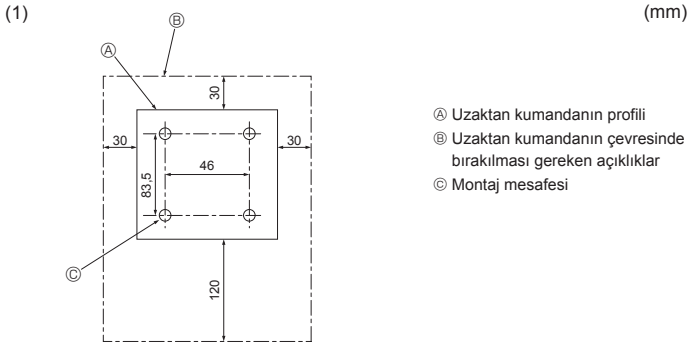 (1)
(mm)
Ⓑ
Ⓐ
30
30
30
46
83,5
Ⓒ
120
Ⓐ Uzaktan kumandanın profili
Ⓑ Uzaktan kumandanın çevresinde
bırakılması gereken açıklıklar
Ⓒ Montaj mesafesi